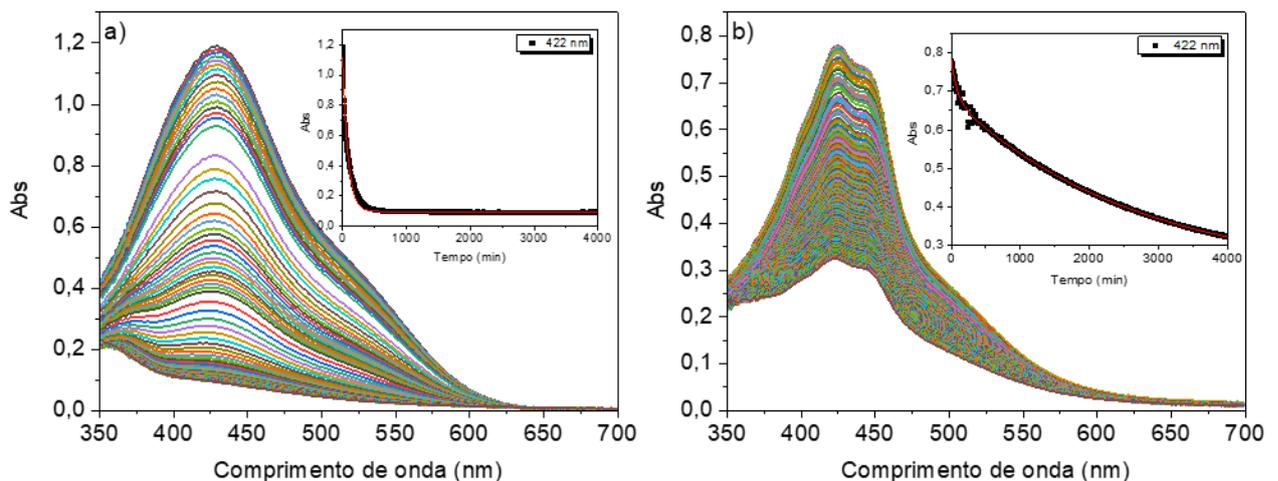 a)
Abs
1,2
1,0
0,8
0,6
0,4
0,2
0,0
350 400 450 500 550 600 650 700
Comprimento de onda (nm)
422 nm
Abs
1.2
1.0
0.8
0.6
0.4
0.2
0.0
0 1000 2000 3000 4000
Tempo (min)
b)
Abs
0,8
0,7
0,6
0,5
0,4
0,3
0,2
0,1
0,0
350 400 450 500 550 600 650 700
Comprimento de onda (nm)
422 nm
Abs
0.8
0.7
0.6
0.5
0.4
0.3
0 1000 2000 3000 4000
Tempo (min)